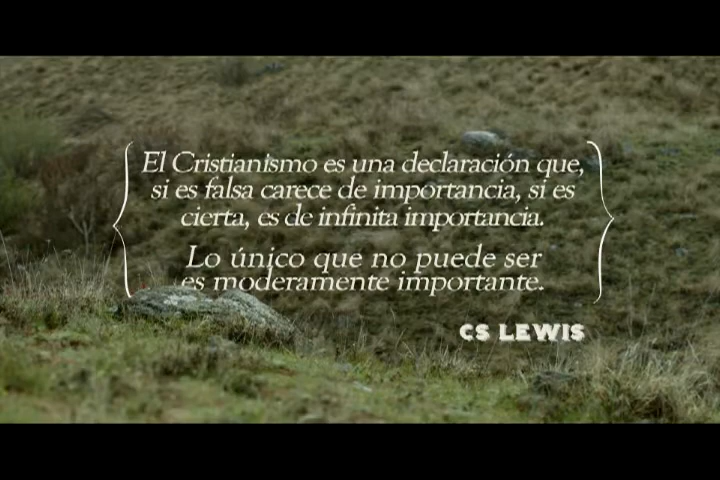 El Cristianismo es una declaración que,
si es falsa carece de importancia, si es
cierta, es de infinita importancia.
Lo único que no puede ser
es moderamente importante.
CS LEWIS